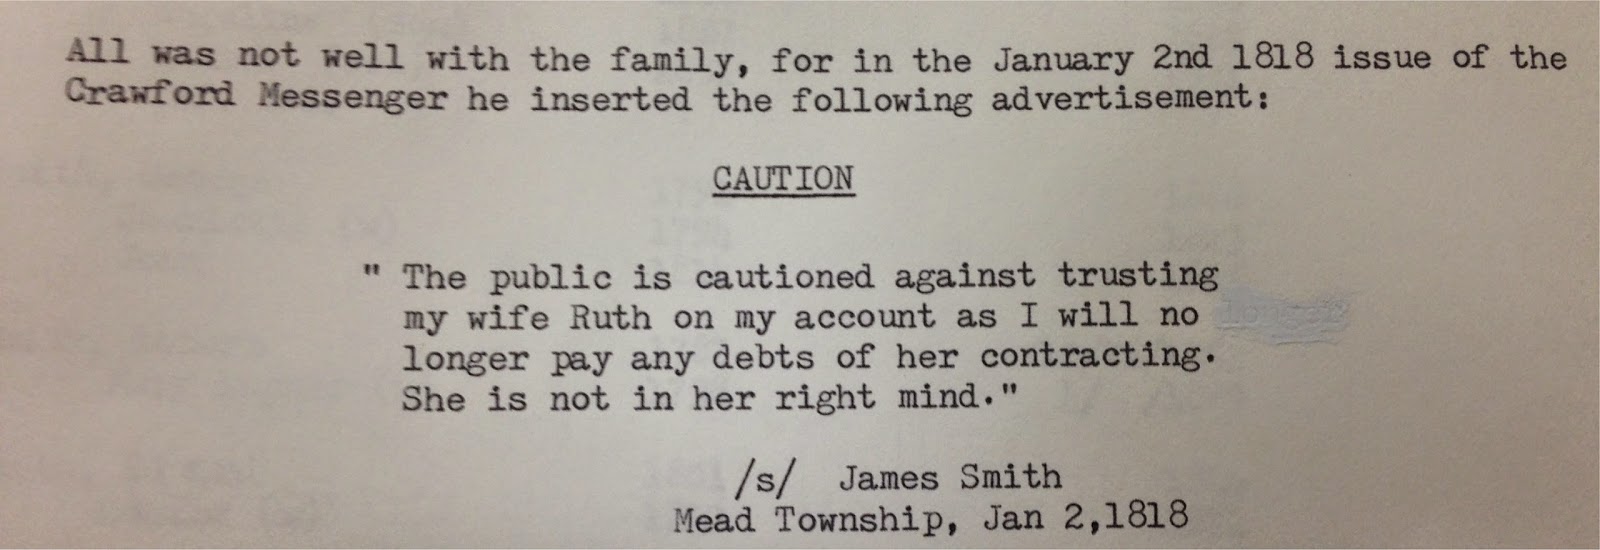 All was not well with the family, for in the January 2nd 1818 issue of the
Crawford Messenger he inserted the following advertisement:
CAUTION
" The public is cautioned against trusting
my wife Ruth on my account as I will no
longer pay any debts of her contracting.
She is not in her right mind."
/s/ James Smith
Mead Township, Jan 2,1818